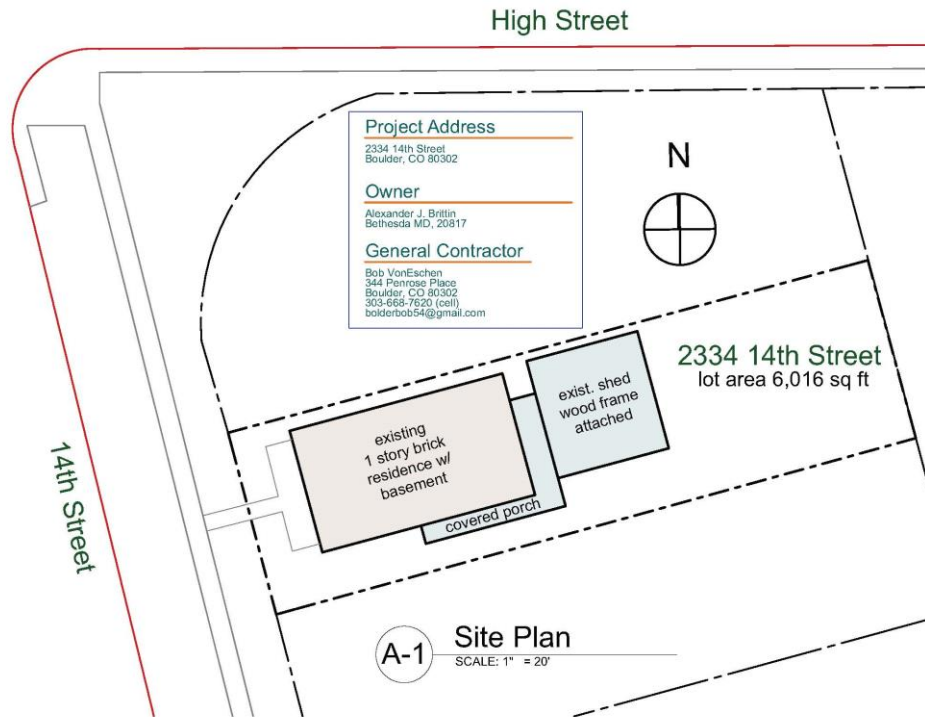 High Street
Project Address
2334 14th Street
Boulder, CO 80302
Owner
Alexander J. Brittin
Bethesda MD, 20817
General Contractor
Bob VonEschen
344 Penrose Place
Boulder, CO 80302
303-668-7620 (cell)
bolderbob54@gmail.com
N
2334 14th Street
lot area 6,016 sq ft
exist. shed
wood frame
attached
existing
1 story brick
residence w/
basement
covered porch
14th Street
A-1
Site Plan
SCALE: 1" = 20'